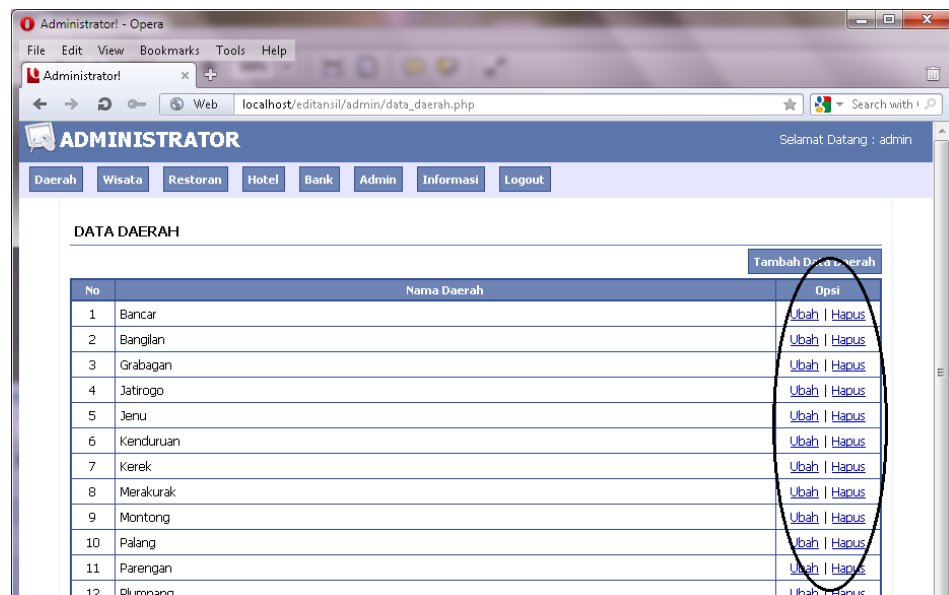 Administrator! - Opera
File Edit View Bookmarks Tools Help
Administrator!
Web localhost/editansil/admin/data_daerah.php Search with
ADMINISTRATOR Selamat Datang : admin
Daerah Wisata Restoran Hotel Bank Admin Informasi Logout
DATA DAERAH
Tambah Data Daerah
No Nama Daerah Opsi
1 Bancar Ubah | Hapus
2 Bangilan Ubah | Hapus
3 Grabagan Ubah | Hapus
4 Jatirogo Ubah | Hapus
5 Jenu Ubah | Hapus
6 Kenduruan Ubah | Hapus
7 Kerek Ubah | Hapus
8 Merakurak Ubah | Hapus
9 Montong Ubah | Hapus
10 Palang Ubah | Hapus
11 Parengan Ubah | Hapus
12 Plumpang Ubah | Hapus